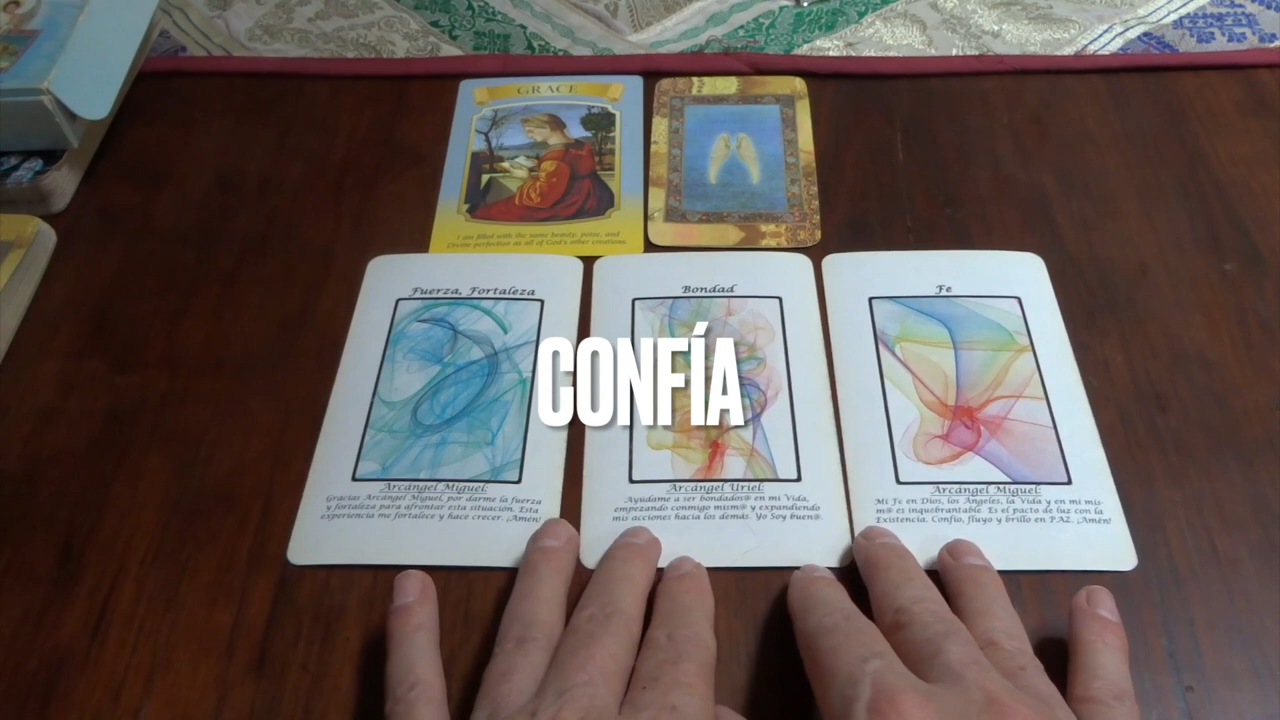 GRACE
I am filled with the same beauty, poise, and
Divine perfection as all of God's other creations.
Fuerza, Fortaleza
Arcángel Miguel:
Gracias Arcángel Miguel, por darme la fuerza
y fortaleza para afrontar esta situación. Esta
experiencia me fortalece y hace crecer. ¡Amén!
Bondad
Arcángel Uriel:
Ayúdame a ser bondados@ en mi Vida,
empezando conmigo mism@ y expandiendo
mis acciones hacia los demás. Yo Soy buen@.
Fe
Arcángel Miguel:
Mi Fe en Dios, los Ángeles, la Vida y en mi mis-
m@ es inquebrantable. Es el pacto de luz con la
Existencia. Confío, fluyo y brillo en PAZ. ¡Amén!
CONFÍA